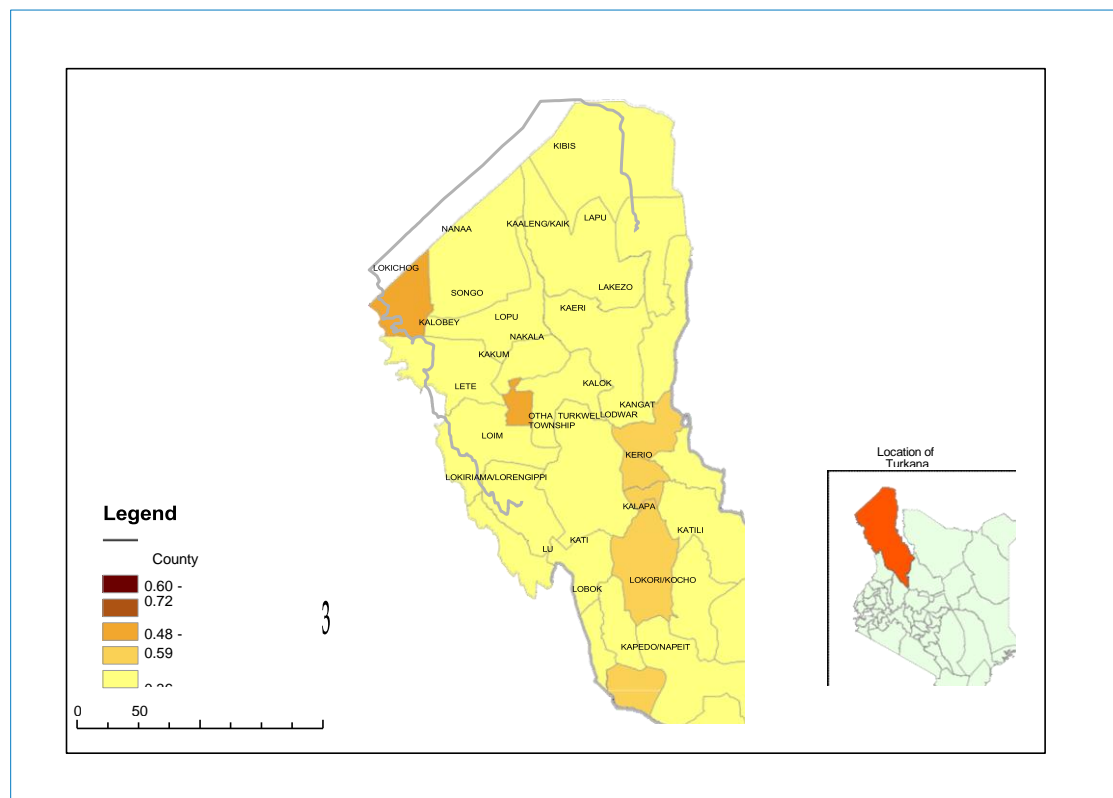 KIBIS
LAPU
KAALENG/KAIK
NANAA
LOKICHOG
LAKEZO
SONGO
KAERI
LOPU
KALOBEY
NAKALA
KAKUM
KALOK
LETE
KANGAT
OTHA
TOWNSHIP
TURKWEL
LODWAR
LOIM
KERIO
LOKIRIAMA/LORENGIPPI
KALAPA
KATILI
KATI
LU
LOKORI/KOCHO
LOBOK
KAPEDO/NAPEIT
Location of
Turkana
Legend
County
0.60 -
0.72
0.48 -
0.59
3
0 50